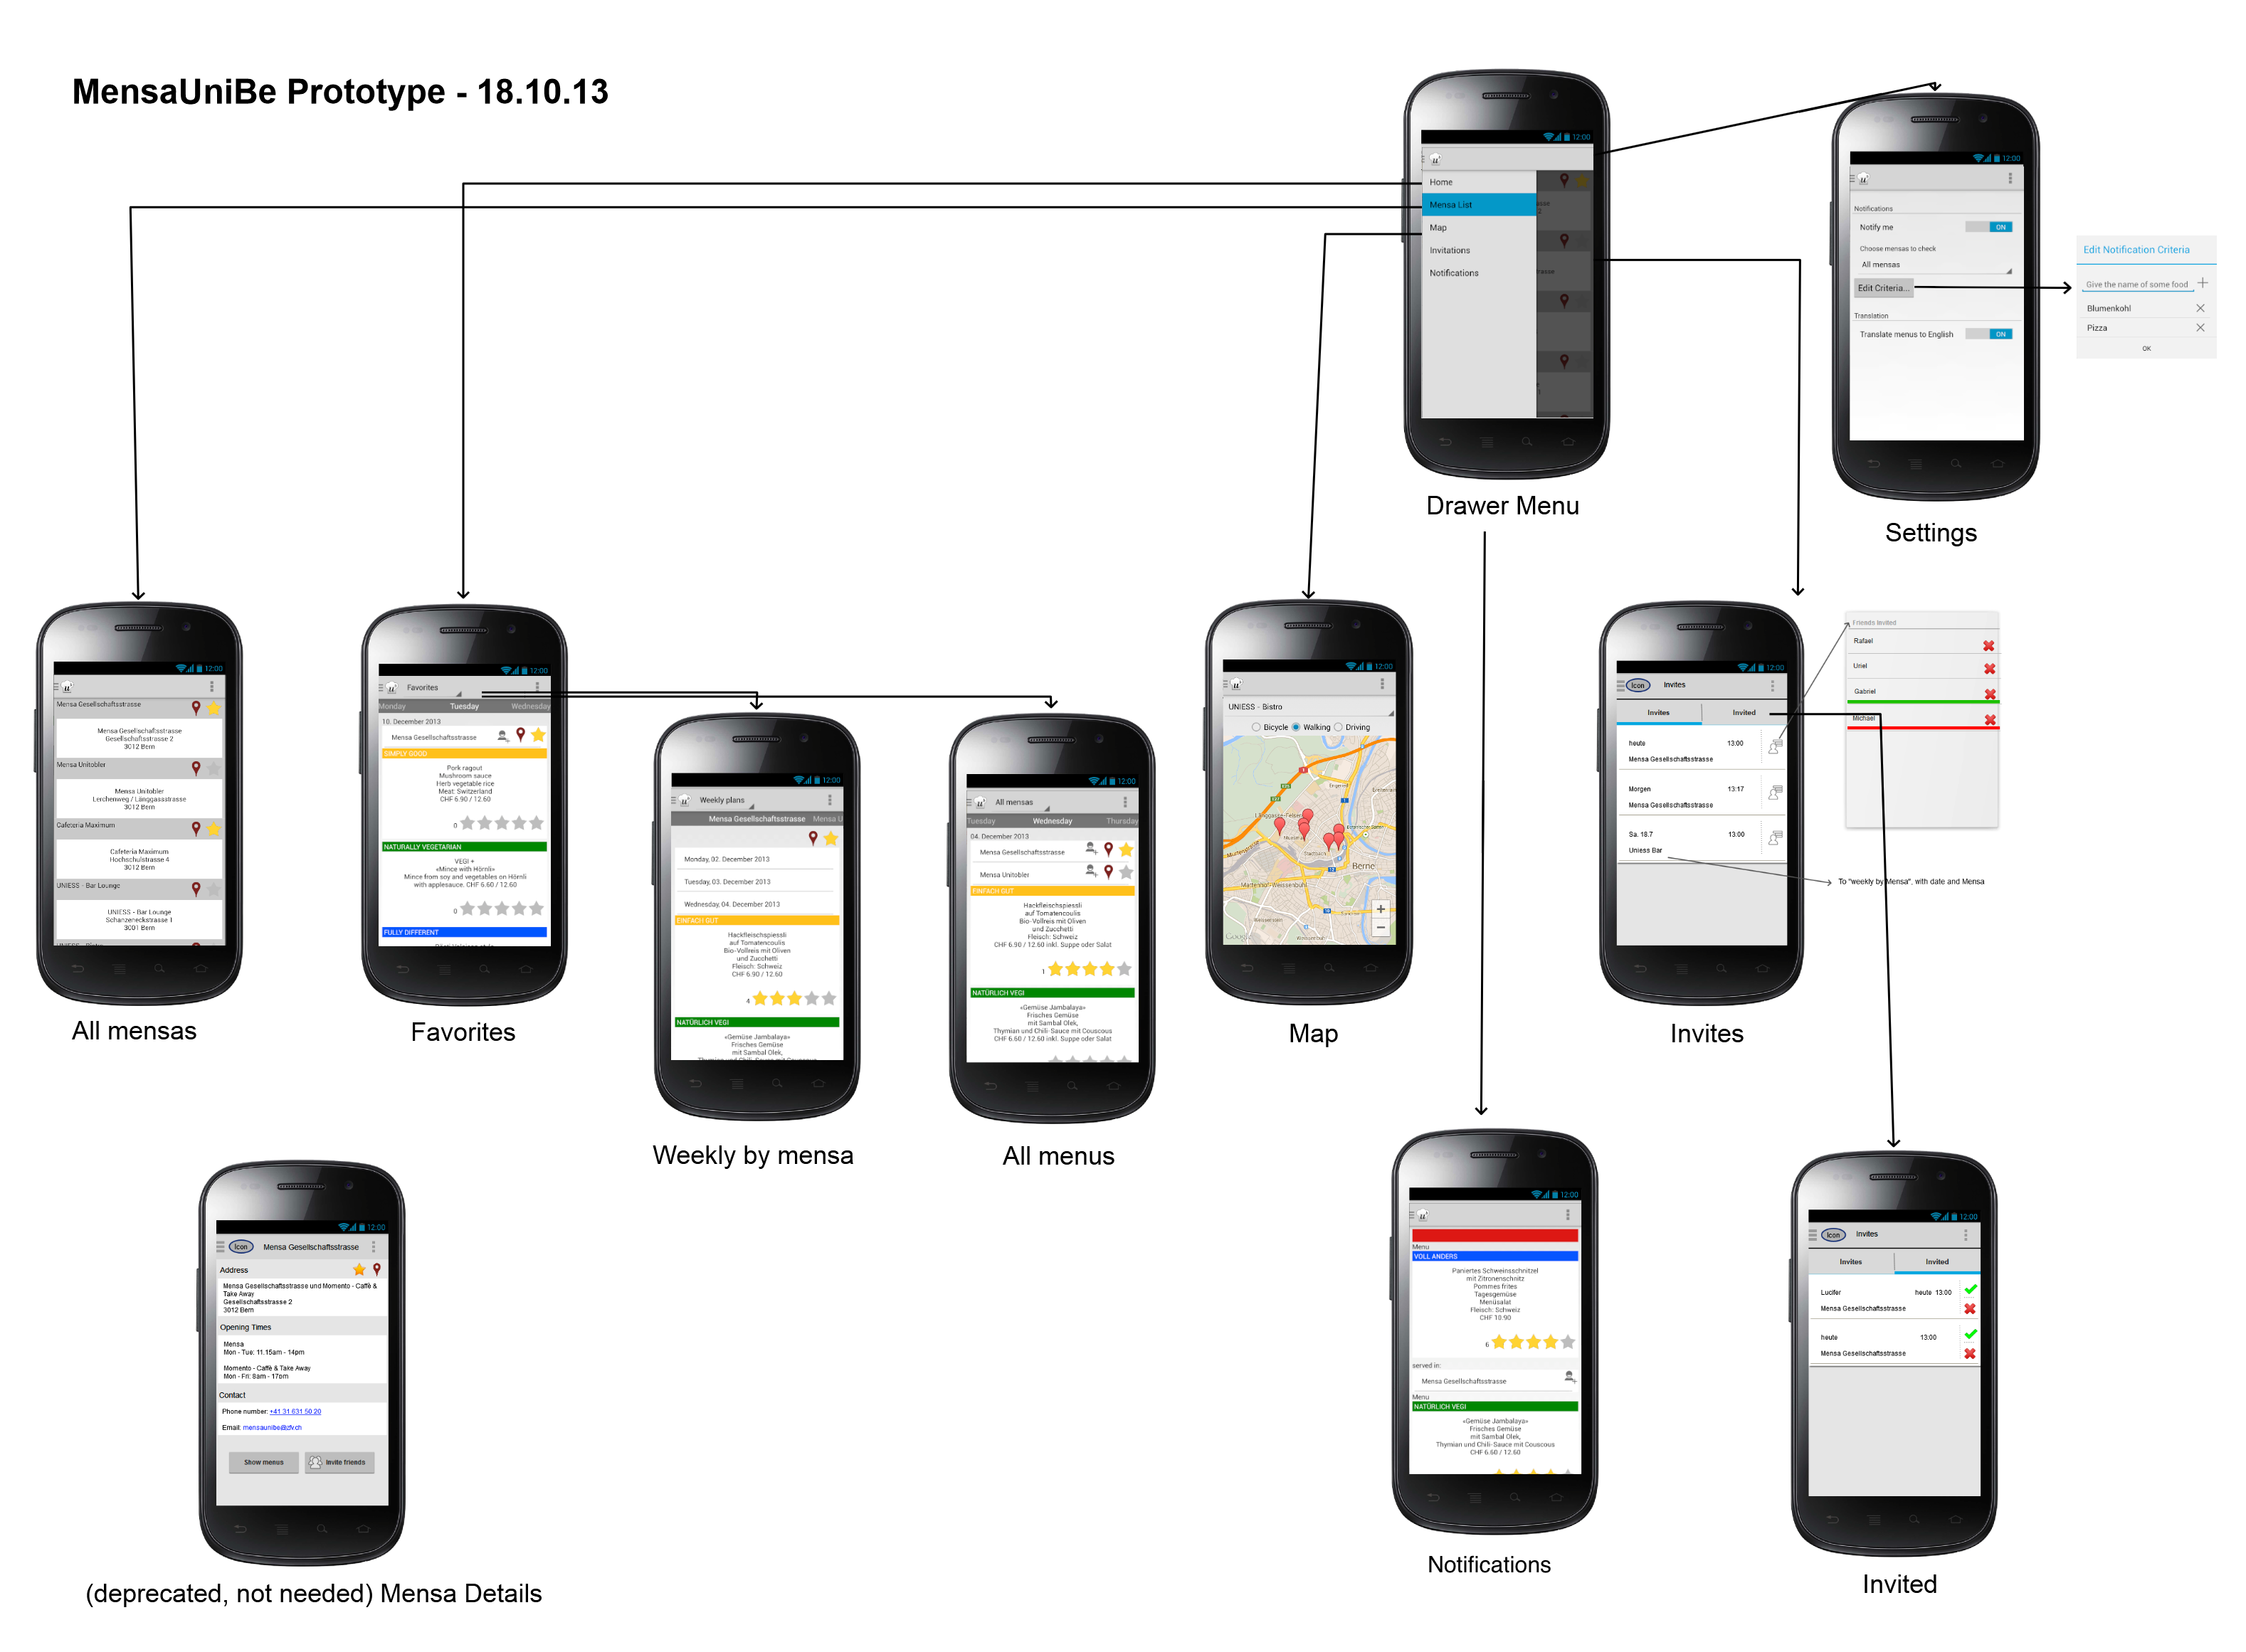 MensaUniBe Prototype - 18.10.13
12:00
Home
Mensa List
Map
Invitations
Notifications
Drawer Menu
12:00
Notifications
Notify me
ON
Choose mensas to check
All mensas
Edit Criteria...
Translation
Translate menus to English
ON
Settings
Edit Notification Criteria
Give the name of some food
Blumenkohl
Pizza
OK
12:00
Mensa Gesellschaftsstrasse
Mensa Gesellschaftsstrasse
Gesellschaftsstrasse 2
3012 Bern
Mensa Unitobler
Mensa Unitobler
Lerchenweg / Länggassstrasse
3012 Bern
Cafeteria Maximum
Cafeteria Maximum
Hochschulstrasse 4
3012 Bern
UNIESS - Bar Lounge
UNIESS - Bar Lounge
Schanzeneckstrasse 1
3001 Bern
UNIESS - Bistro
All mensas
12:00
Favorites
Monday Tuesday Wednesday
10. December 2013
Mensa Gesellschaftsstrasse
SIMPLY GOOD
Pork ragout
Mushroom sauce
Herb vegetable rice
Meat: Switzerland
CHF 6.90 / 12.60
0
NATURALLY VEGETARIAN
VEGI +
«Mince with Hörnli»
Mince from soy and vegetables on Hörnli
with applesauce. CHF 6.60 / 12.60
0
FULLY DIFFERENT
Favorites
12:00
Weekly plans
Mensa Gesellschaftsstrasse Mensa U
Monday, 02. December 2013
Tuesday, 03. December 2013
Wednesday, 04. December 2013
EINFACH GUT
Hackfleischspiessli
auf Tomatencoulis
Bio-Vollreis mit Oliven
und Zucchetti
Fleisch: Schweiz
CHF 6.90 / 12.60
4
NATÜRLICH VEGI
«Gemüse Jambalaya»
Frisches Gemüse
mit Sambal Olek,
Thymian und Chili-Sauce mit Couscous
Weekly by mensa
12:00
All mensas
Tuesday Wednesday Thursday
04. December 2013
Mensa Gesellschaftsstrasse
Mensa Unitobler
EINFACH GUT
Hackfleischspiessli
auf Tomatencoulis
Bio-Vollreis mit Oliven
und Zucchetti
Fleisch: Schweiz
CHF 6.90 / 12.60 inkl. Suppe oder Salat
1
NATÜRLICH VEGI
«Gemüse Jambalaya»
Frisches Gemüse
mit Sambal Olek,
Thymian und Chili-Sauce mit Couscous
CHF 6.60 / 12.60 inkl. Suppe oder Salat
All menus
12:00
UNIESS - Bistro
Bicycle Walking Driving
Länggasse-Felsenau
Stadtbach
Berne
Mattenhof-Weissenbühl
Weissenstein
Weissenbühl
Google
Map
12:00
Icon Invites
Invites Invited
heute 13:00
Mensa Gesellschaftsstrasse
Morgen 13:17
Mensa Gesellschaftsstrasse
Sa. 18.7 13:00
Uniess Bar
Invites
Friends Invited
Rafael
Uriel
Gabriel
Michael
To "weekly by Mensa", with date and Mensa
12:00
Icon Mensa Gesellschaftsstrasse
Address
Mensa Gesellschaftsstrasse und Momento - Caffè &
Take Away
Gesellschaftsstrasse 2
3012 Bern
Opening Times
Mensa
Mon - Tue: 11.15am - 14pm
Momento - Caffè & Take Away
Mon - Fri: 8am - 17om
Contact
Phone number: +41 31 631 50 20
Email: mensaunibe@zfv.ch
Show menus Invite friends
(deprecated, not needed) Mensa Details
12:00
Menu
VOLL ANDERS
Paniertes Schweinsschnitzel
mit Zitronenschnitz
Pommes frites
Tagesgemüse
Menüsalat
Fleisch: Schweiz
CHF 10.90
6
served in:
Mensa Gesellschaftsstrasse
Menu
NATÜRLICH VEGI
«Gemüse Jambalaya»
Frisches Gemüse
mit Sambal Olek,
Thymian und Chili-Sauce mit Couscous
CHF 6.60 / 12.60
Notifications
12:00
Icon Invites
Invites Invited
Lucifer heute 13:00
Mensa Gesellschaftsstrasse
heute 13:00
Mensa Gesellschaftsstrasse
Invited